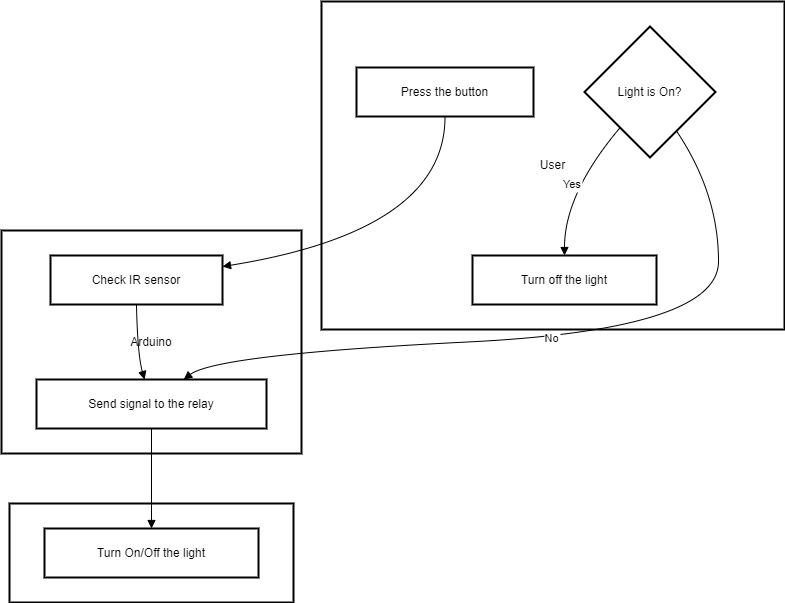 Press the button
Light is On?
User
Yes
Check IR sensor
Turn off the light
Arduino
No
Send signal to the relay
Turn On/Off the light